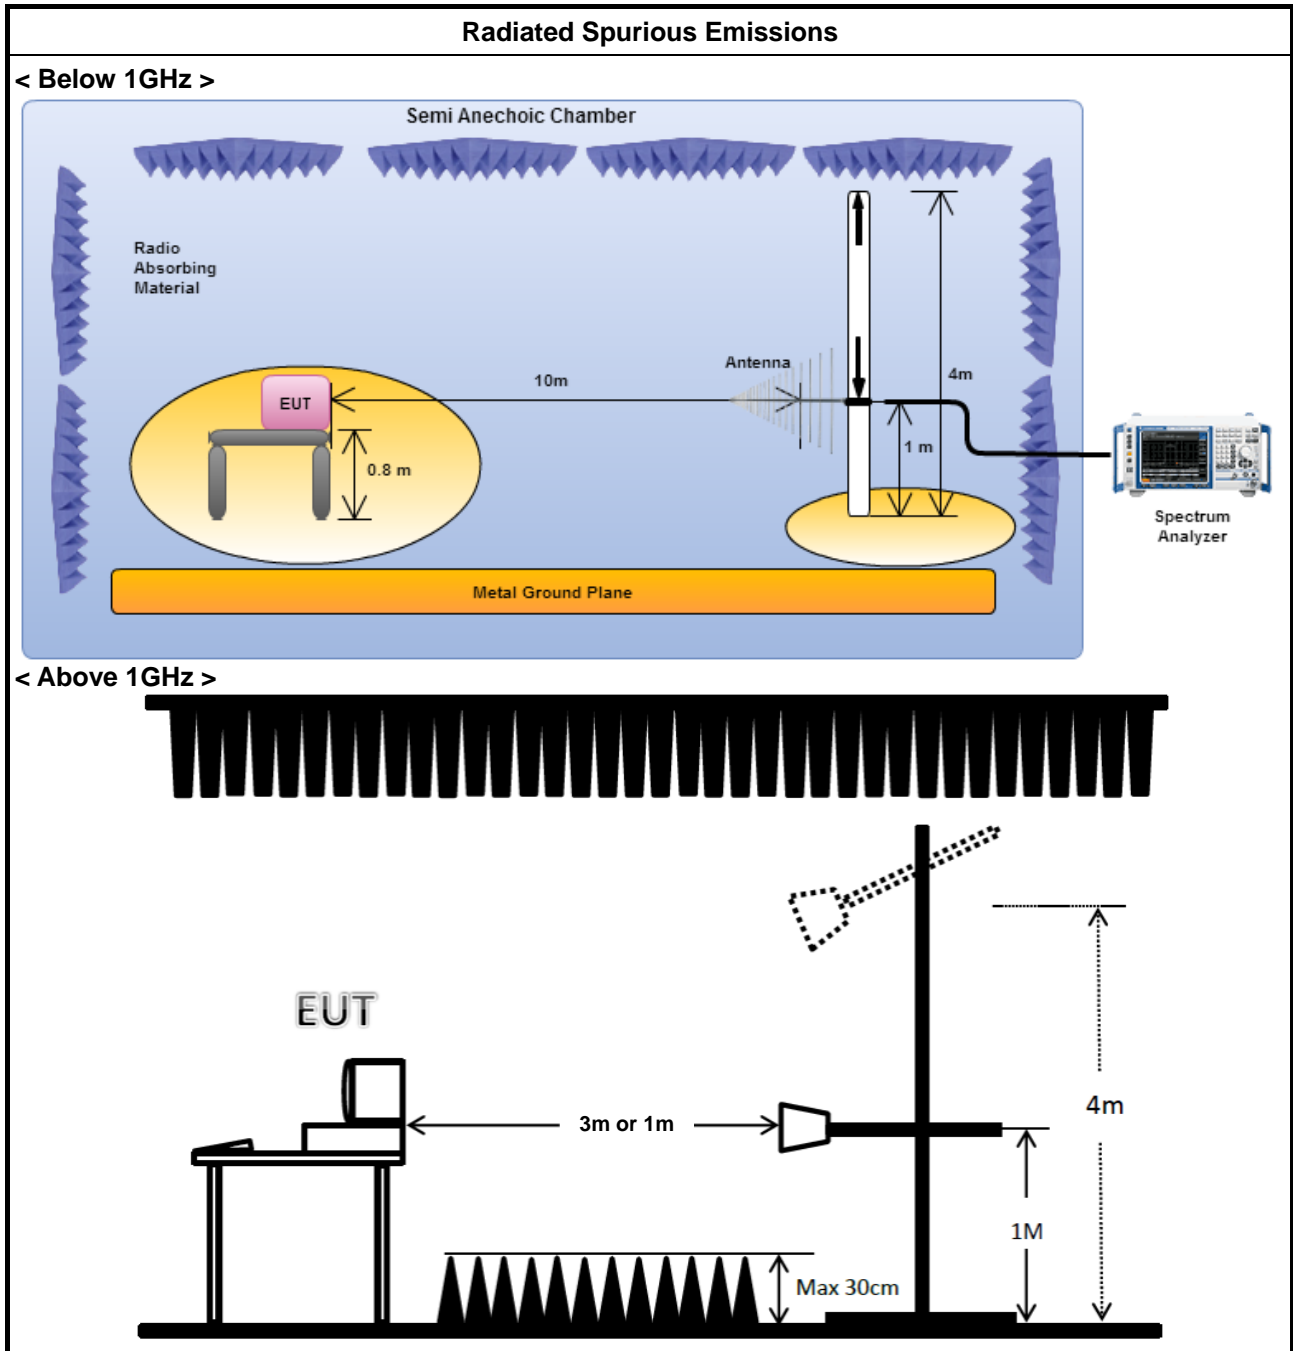 Radiated Spurious Emissions
< Below 1GHz >
Semi Anechoic Chamber
Radio
Absorbing
Material
Antenna
10m
4m
EUT
1 m
0.8 m
Spectrum
Analyzer
Metal Ground Plane
< Above 1GHz >
EUT
4m
3m or 1m
1M
Max 30cm